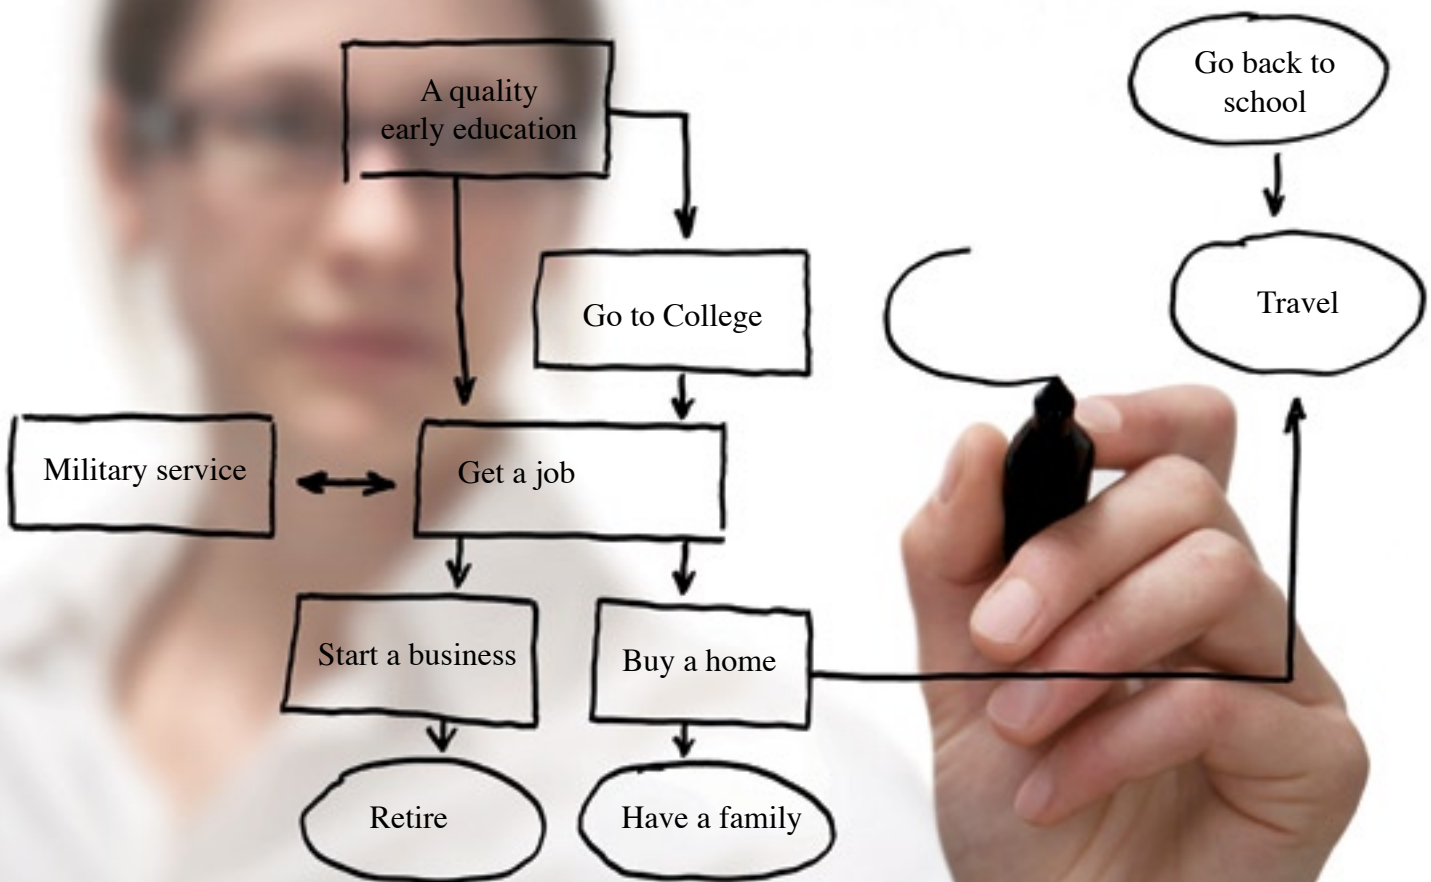 A quality
early education
Go back to
school
Go to College
Travel
Military service
Get a job
Start a business
Buy a home
Retire
Have a family